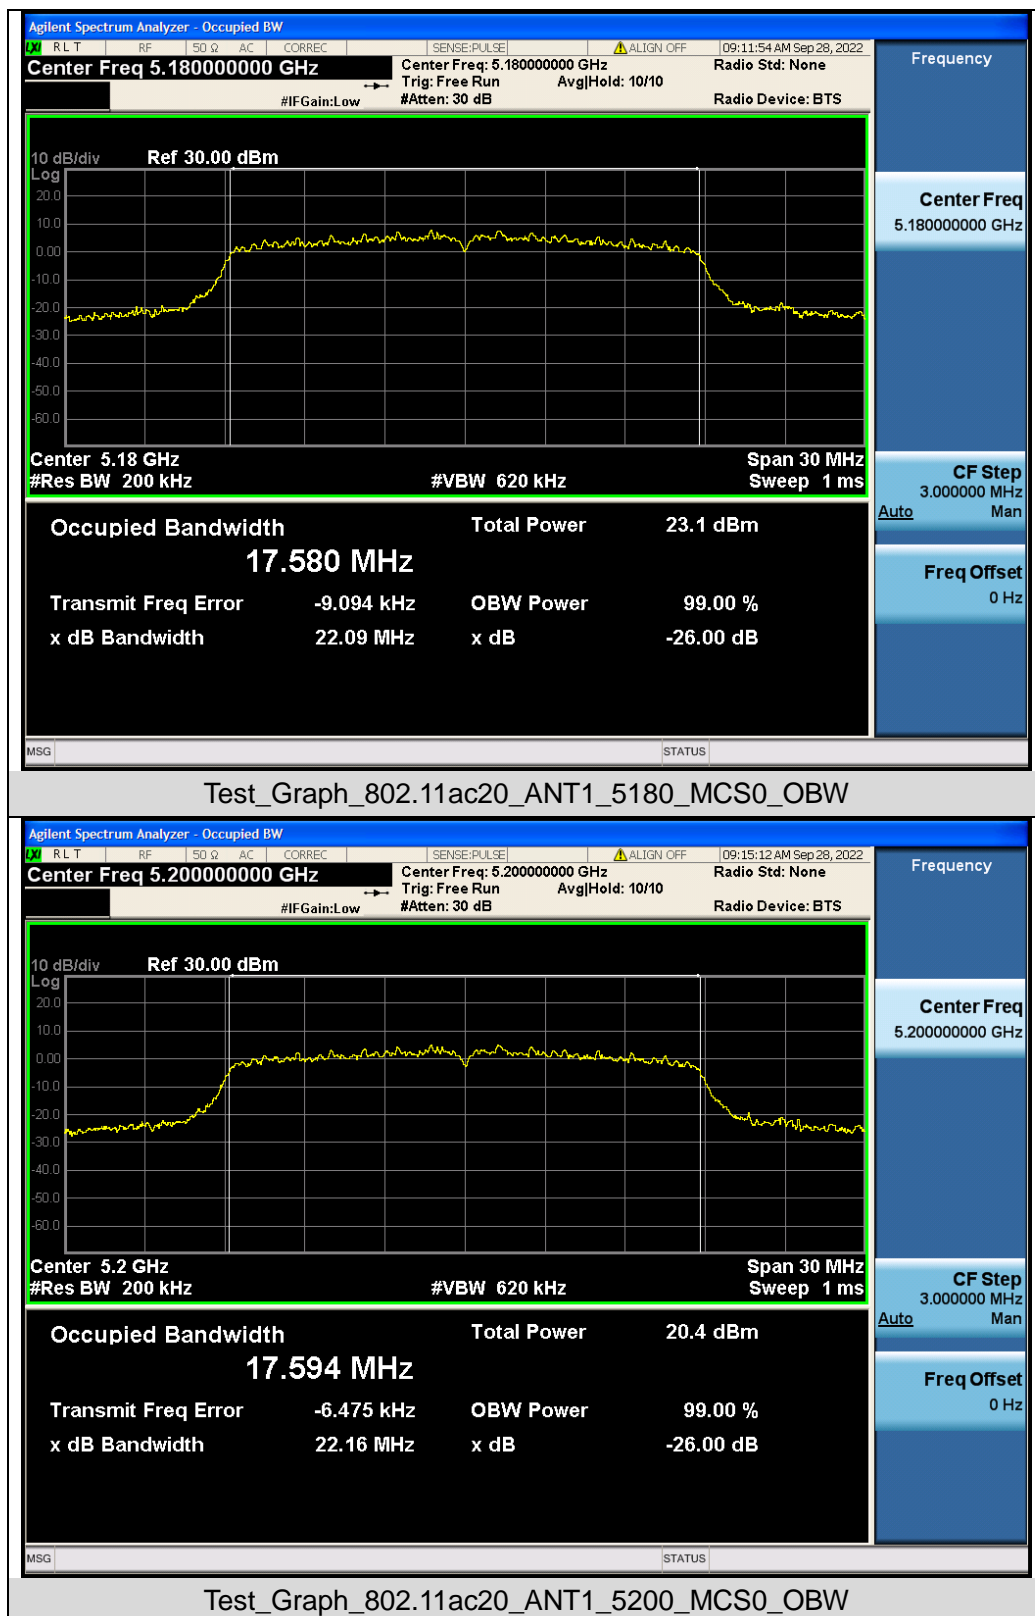 Agilent Spectrum Analyzer - Occupied BW
LXI RLT RF 50 Ω AC CORREC SENSE:PULSE ALIGN OFF 09:11:54 AM Sep 28, 2022
Center Freq 5.180000000 GHz
Center Freq: 5.180000000 GHz
Radio Std: None
Trig: Free Run Avg|Hold: 10/10
#IFGain:Low
#Atten: 30 dB
Radio Device: BTS
10 dB/div Ref 30.00 dBm
Log
20.0
10.0
0.00
-10.0
-20.0
-30.0
-40.0
-50.0
-60.0
Center 5.18 GHz Span 30 MHz
#Res BW 200 kHz #VBW 620 kHz Sweep 1 ms
Occupied Bandwidth Total Power 23.1 dBm
17.580 MHz
Transmit Freq Error -9.094 kHz OBW Power 99.00 %
x dB Bandwidth 22.09 MHz x dB -26.00 dB
MSG STATUS
Frequency
Center Freq
5.180000000 GHz
CF Step
3.000000 MHz
Auto Man
Freq Offset
0 Hz
Test_Graph_802.11ac20_ANT1_5180_MCS0_OBW
Agilent Spectrum Analyzer - Occupied BW
LXI RLT RF 50 Ω AC CORREC SENSE:PULSE ALIGN OFF 09:15:12 AM Sep 28, 2022
Center Freq 5.200000000 GHz
Center Freq: 5.200000000 GHz
Radio Std: None
Trig: Free Run Avg|Hold: 10/10
#IFGain:Low
#Atten: 30 dB
Radio Device: BTS
10 dB/div Ref 30.00 dBm
Log
20.0
10.0
0.00
-10.0
-20.0
-30.0
-40.0
-50.0
-60.0
Center 5.2 GHz Span 30 MHz
#Res BW 200 kHz #VBW 620 kHz Sweep 1 ms
Occupied Bandwidth Total Power 20.4 dBm
17.594 MHz
Transmit Freq Error -6.475 kHz OBW Power 99.00 %
x dB Bandwidth 22.16 MHz x dB -26.00 dB
MSG STATUS
Frequency
Center Freq
5.200000000 GHz
CF Step
3.000000 MHz
Auto Man
Freq Offset
0 Hz
Test_Graph_802.11ac20_ANT1_5200_MCS0_OBW